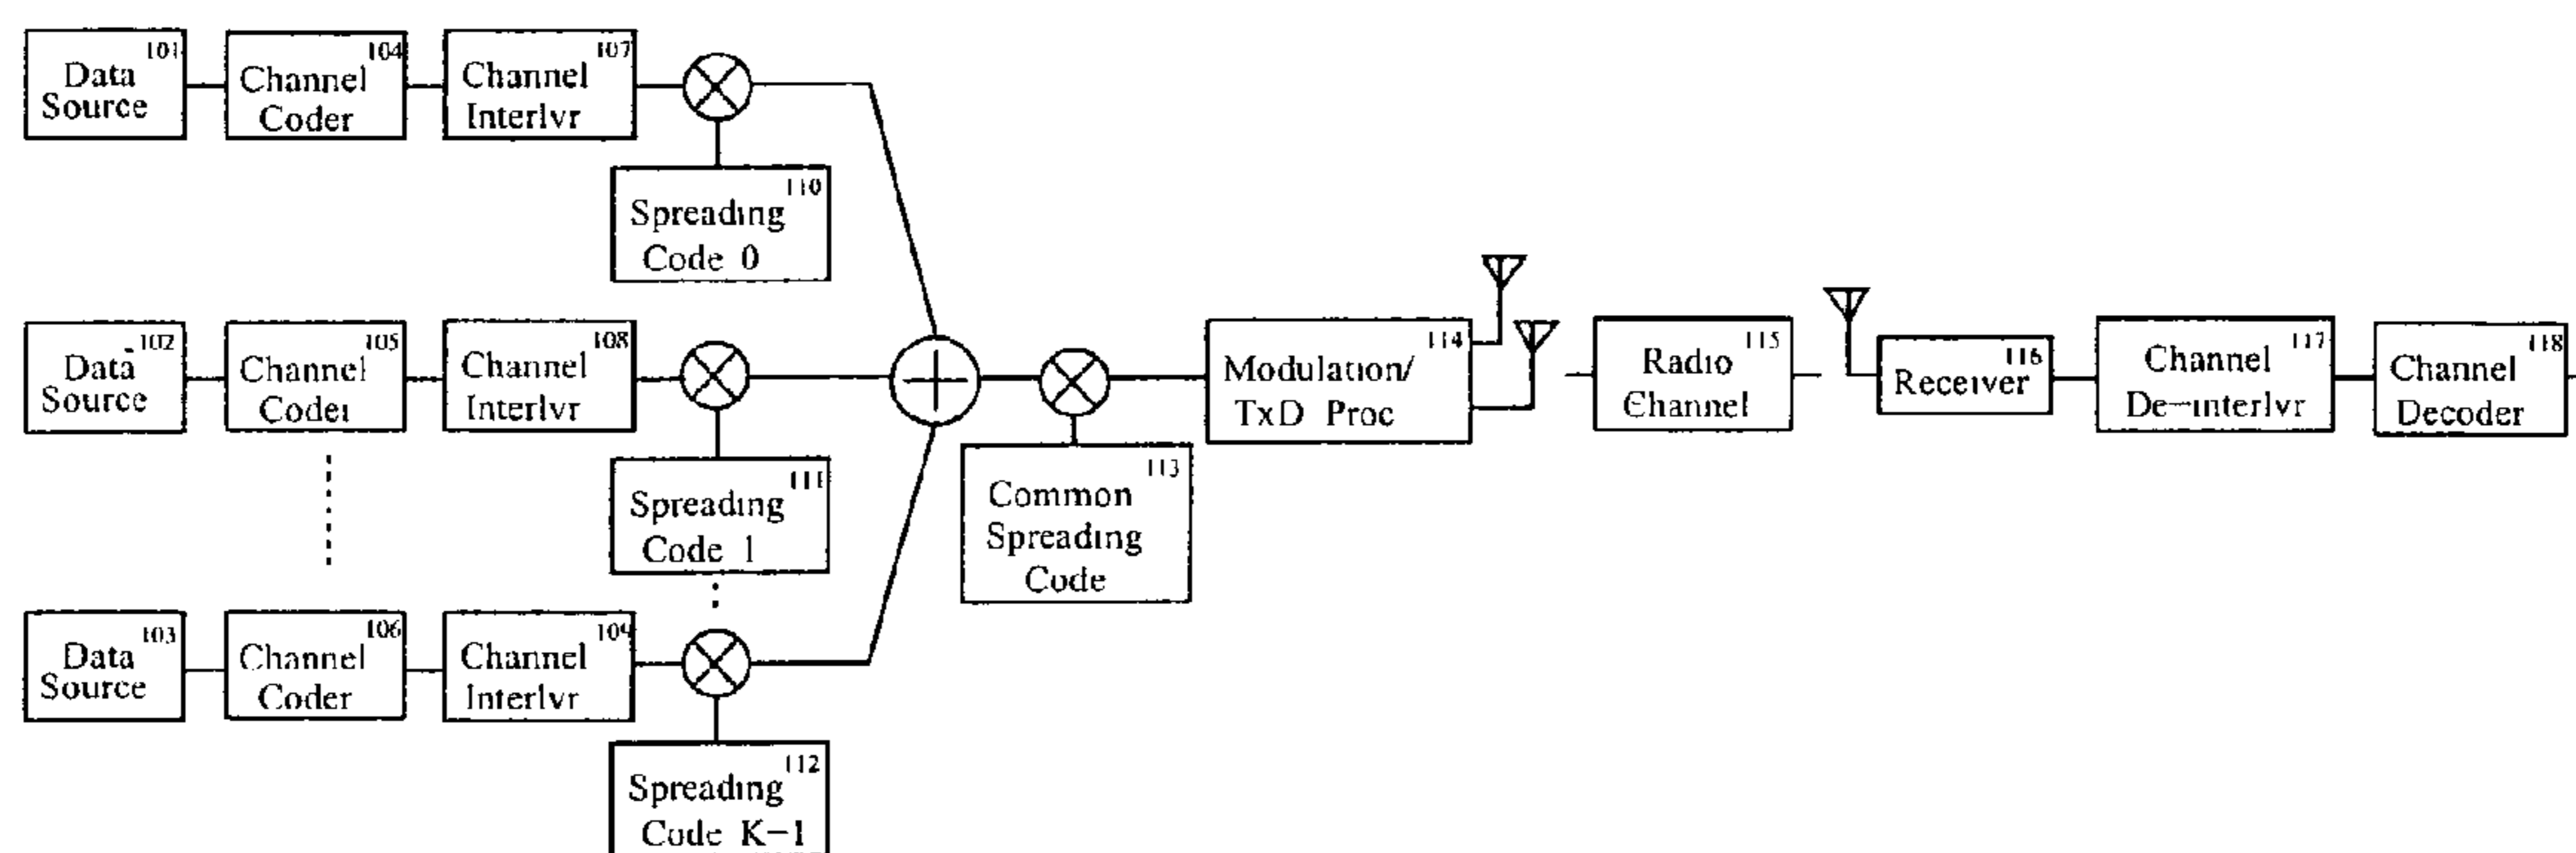 101
Data
Source
104
Channel
Coder
107
Channel
Interlvr
110
Spreading
Code 0
102
Data
Source
105
Channel
Coder
108
Channel
Interlvr
111
Spreading
Code 1
103
Data
Source
106
Channel
Coder
109
Channel
Interlvr
112
Spreading
Code K-1
113
Common
Spreading
Code
114
Modulation/
TxD Proc
115
Radio
Channel
116
Receiver
117
Channel
De-interlvr
118
Channel
Decoder